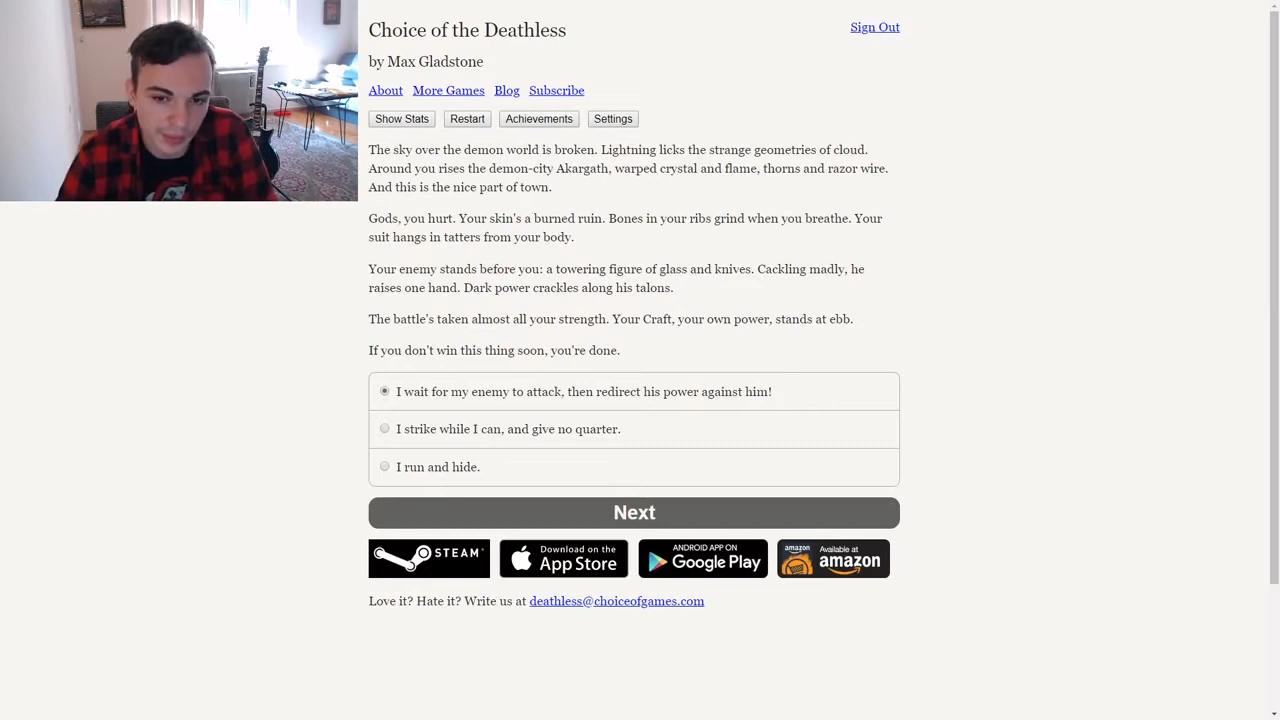 Choice of the Deathless
Sign Out
by Max Gladstone
About More Games Blog Subscribe
Show Stats Restart Achievements Settings
The sky over the demon world is broken. Lightning licks the strange geometries of cloud.
Around you rises the demon-city Akargath, warped crystal and flame, thorns and razor wire.
And this is the nice part of town.
Gods, you hurt. Your skin's a burned ruin. Bones in your ribs grind when you breathe. Your
suit hangs in tatters from your body.
Your enemy stands before you: a towering figure of glass and knives. Cackling madly, he
raises one hand. Dark power crackles along his talons.
The battle's taken almost all your strength. Your Craft, your own power, stands at ebb.
If you don't win this thing soon, you're done.
I wait for my enemy to attack, then redirect his power against him!
I strike while I can, and give no quarter.
I run and hide.
Next
STEAM
Download on the
App Store
ANDROID APP ON
Google Play
amazon
Available at
amazon
Love it? Hate it? Write us at deathless@choiceofgames.com